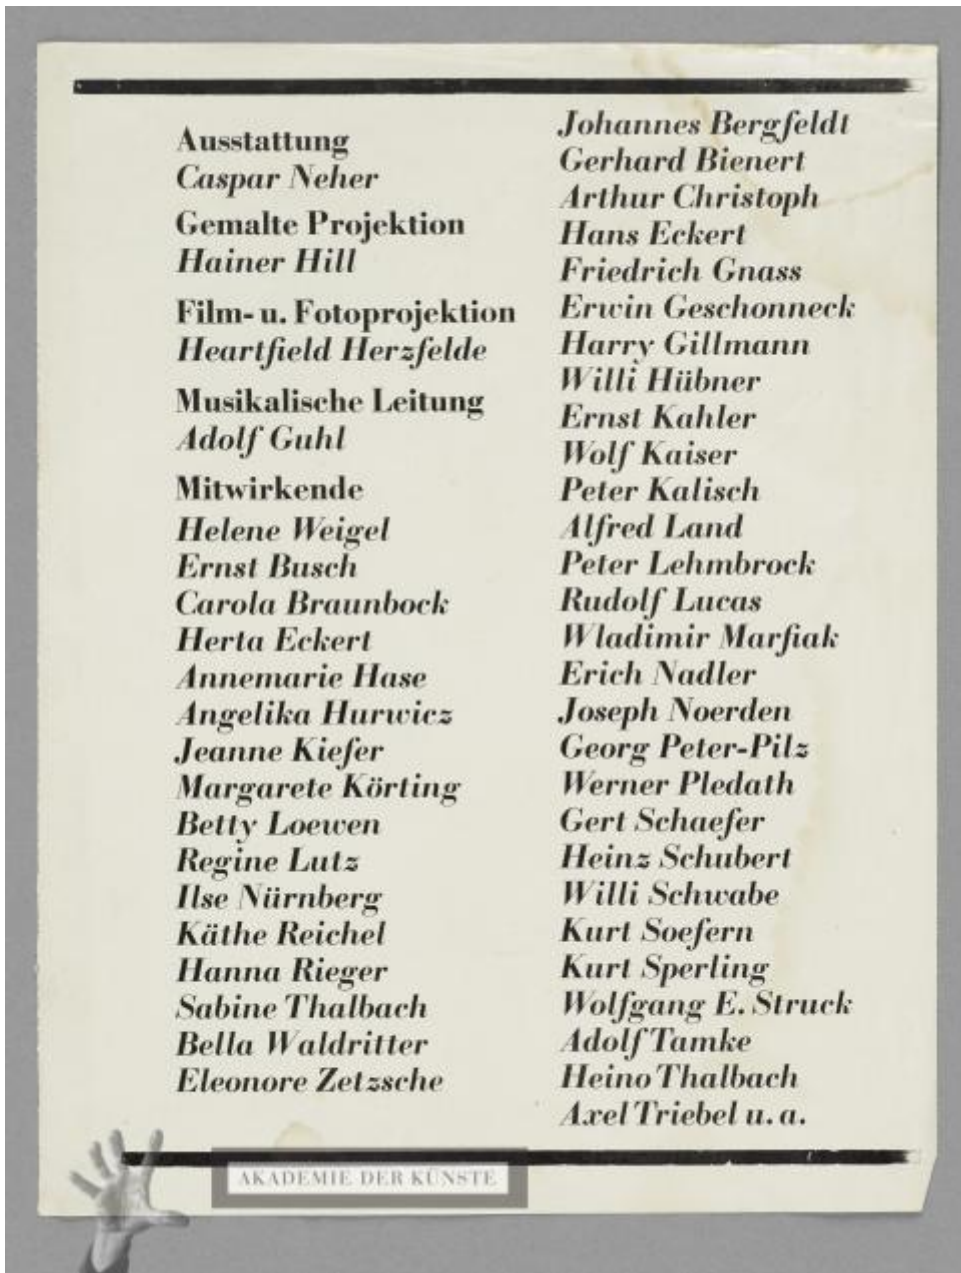 Ausstattung
Caspar Neher
Gemalte Projektion
Hainer Hill
Film- u. Fotoprojektion
Heartfield Herzfelde
Musikalische Leitung
Adolf Guhl
Mitwirkende
Helene Weigel
Ernst Busch
Carola Braunbock
Herta Eckert
Annemarie Hase
Angelika Hurwicz
Jeanne Kiefer
Margarete Körting
Betty Loewen
Regine Lutz
Ilse Nürnberg
Käthe Reichel
Hanna Rieger
Sabine Thalbach
Bella Waldritter
Eleonore Zetzsche
Johannes Bergfeldt
Gerhard Bienert
Arthur Christoph
Hans Eckert
Friedrich Gnass
Erwin Geschonneck
Harry Gillmann
Willi Hübner
Ernst Kahler
Wolf Kaiser
Peter Kalisch
Alfred Land
Peter Lehmbrock
Rudolf Lucas
Wladimir Marfiak
Erich Nadler
Joseph Noerden
Georg Peter-Pilz
Werner Pledath
Gert Schaefer
Heinz Schubert
Willi Schwabe
Kurt Soefern
Kurt Sperling
Wolfgang E. Struck
Adolf Tamke
Heino Thalbach
Axel Triebel u. a.
AKADEMIE DER KÜNSTE